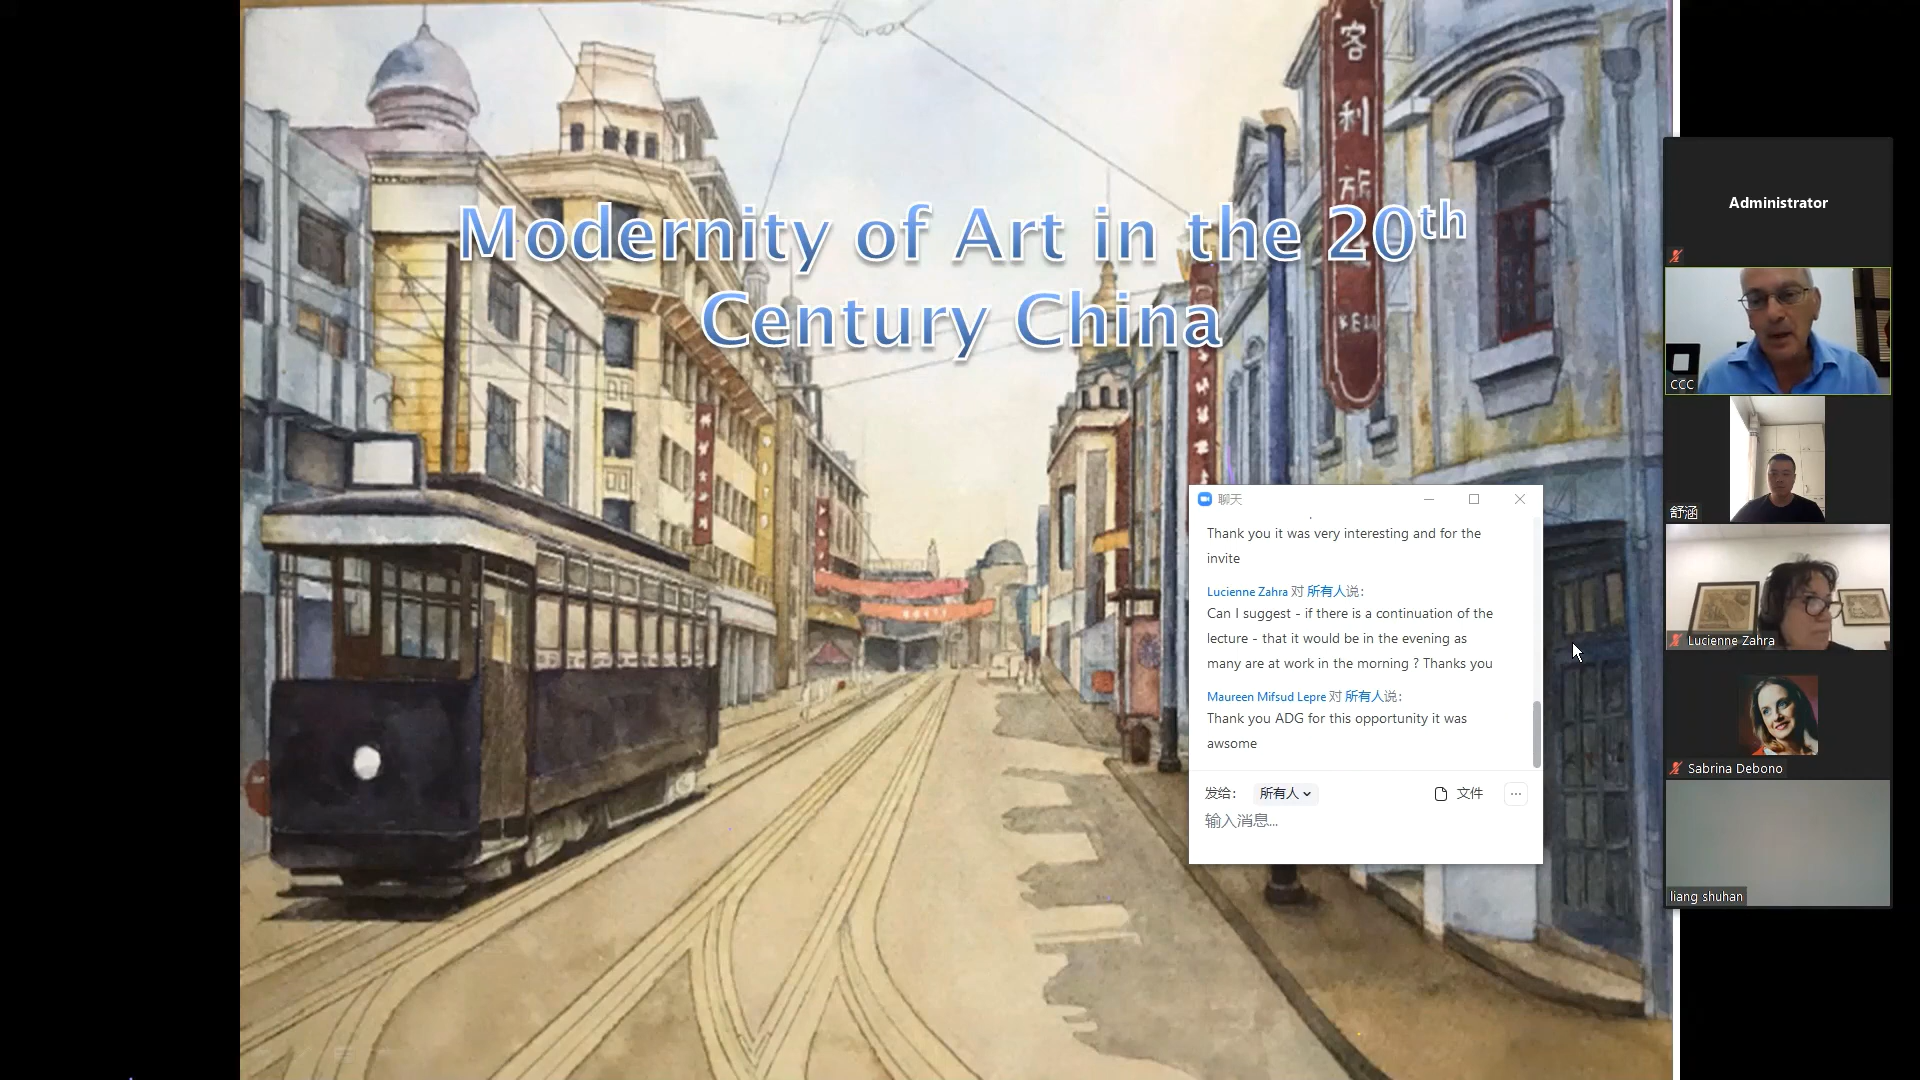 Modernity of Art in the 20th
Century China
客
利
旅
聊天
Thank you it was very interesting and for the
invite
Lucienne Zahra 对 所有人说:
Can I suggest - if there is a continuation of the
lecture - that it would be in the evening as
many are at work in the morning ? Thanks you
Maureen Mifsud Lepre 对 所有人说:
Thank you ADG for this opportunity it was
awsome
发给: 所有人
文件
输入消息...
Administrator
CCC
舒涵
Lucienne Zahra
Sabrina Debono
liang shuhan